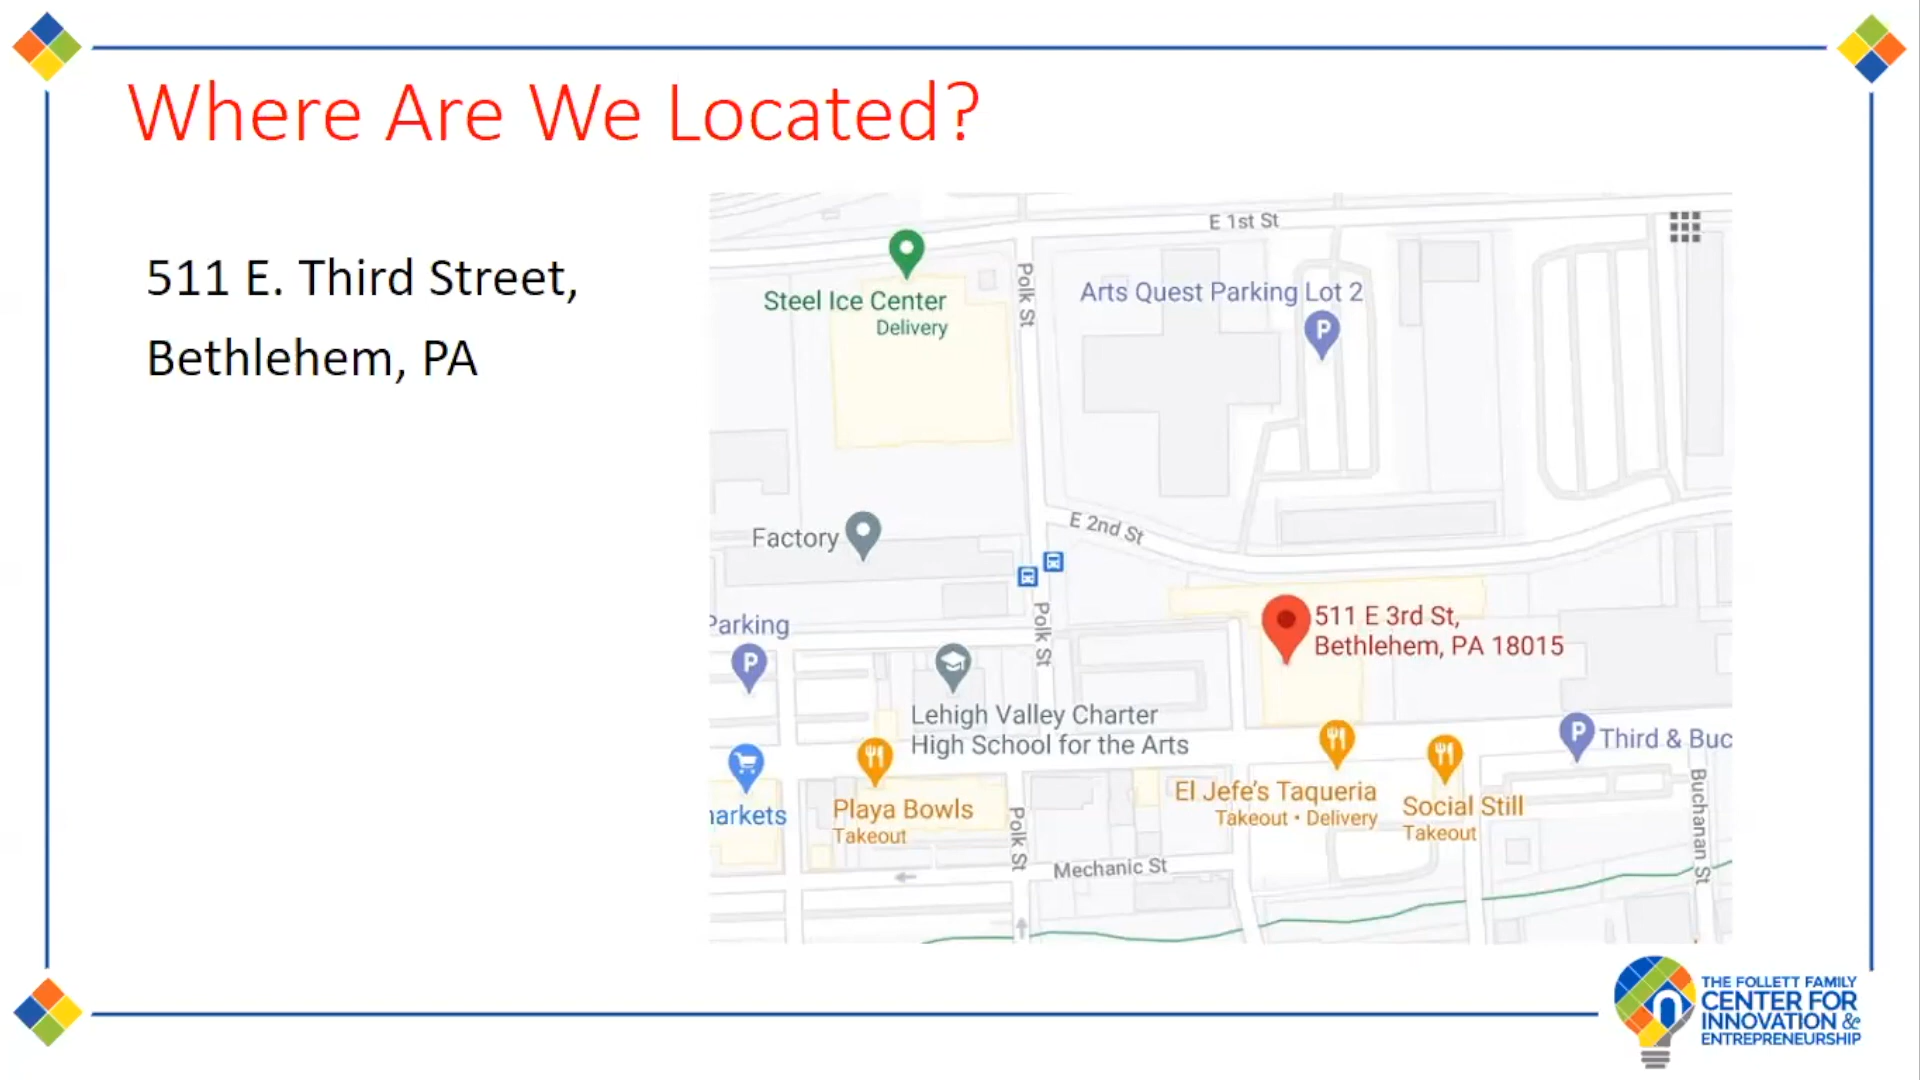 Where Are We Located?
511 E. Third Street,
Bethlehem, PA
E 1st St
Polk St
Steel Ice Center
Delivery
Arts Quest Parking Lot 2
P
E 2nd St
Factory
Polk St
511 E 3rd St,
Bethlehem, PA 18015
Parking
P
Lehigh Valley Charter
High School for the Arts
P
Third & Buc
arkets
Playa Bowls
Takeout
El Jefe's Taqueria
Takeout • Delivery
Social Still
Takeout
Polk St
Buchanan St
Mechanic St
THE FOLLETT FAMILY
CENTER FOR
INNOVATION &
ENTREPRENEURSHIP